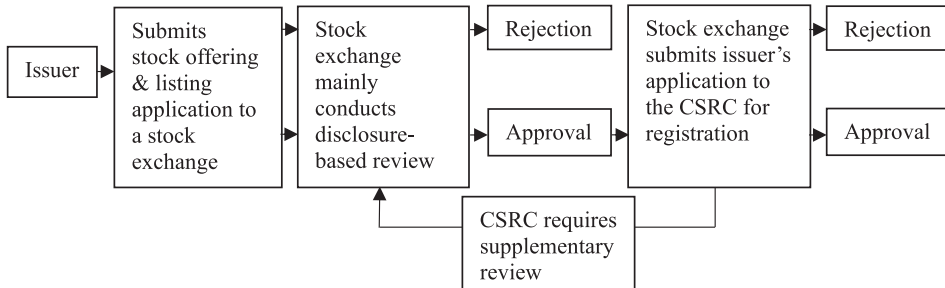 Issuer
Submits
stock offering
& listing
application to
a stock
exchange
Stock
exchange
mainly
conducts
disclosure-
based review
Rejection
Approval
Stock exchange
submits issuer's
application to
the CSRC for
registration
Rejection
Approval
CSRC requires
supplementary
review